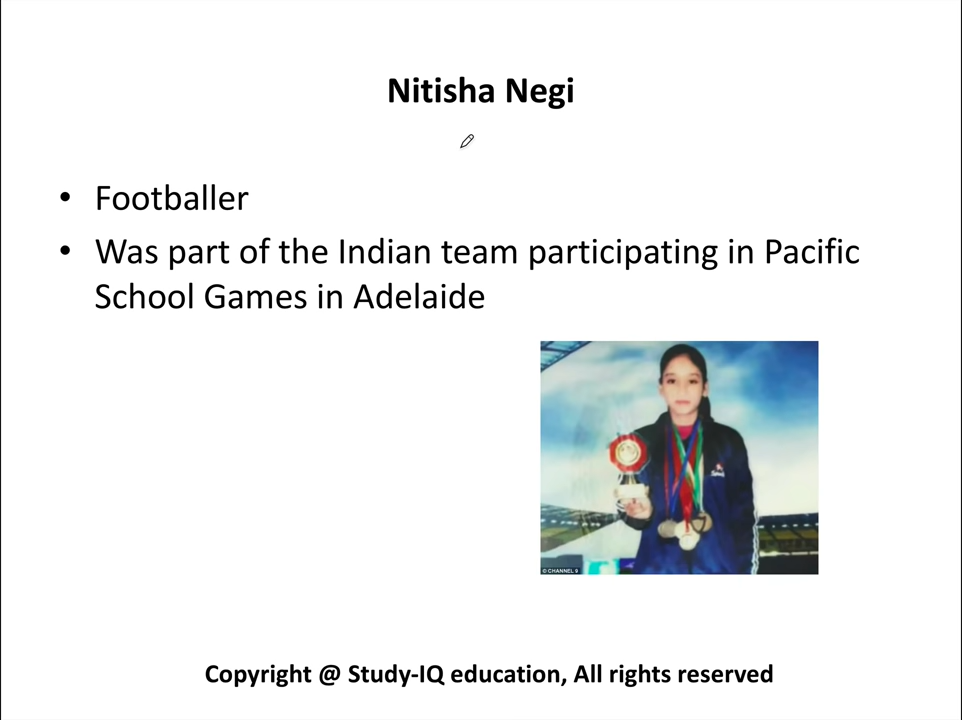 Nitisha Negi
• Footballer
• Was part of the Indian team participating in Pacific
School Games in Adelaide
© CHANNEL 9
Copyright @ Study-IQ education, All rights reserved